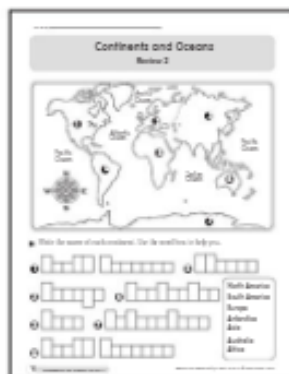 Continents and Oceans
Review 2
Atlantic
Ocean
Pacific
Ocean
Pacific
Ocean
Indian
Ocean
Write the name of each continent. Use the word box to help you.
North America
South America
Europe
Antarctica
Asia
Australia
Africa